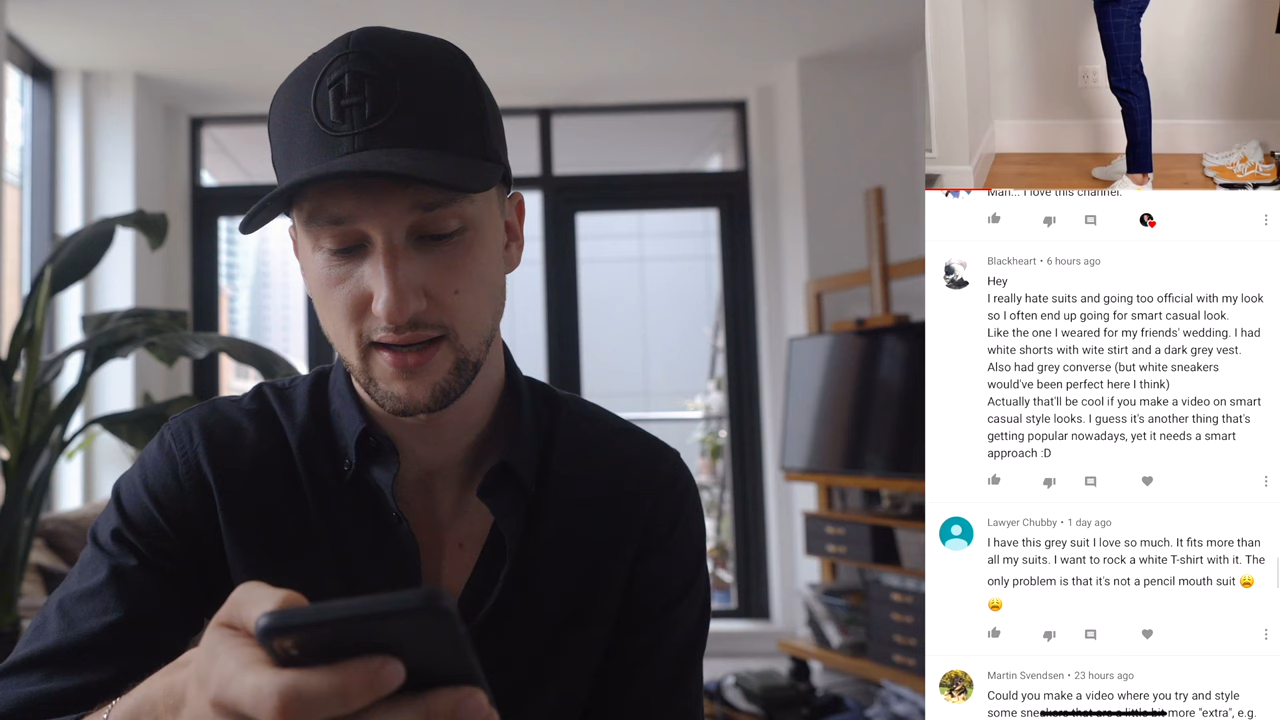 H
Man... I love this channel.
Blackheart • 6 hours ago
Hey
I really hate suits and going too official with my look
so I often end up going for smart casual look.
Like the one I weared for my friends' wedding. I had
white shorts with wite stirt and a dark grey vest.
Also had grey converse (but white sneakers
would've been perfect here I think)
Actually that'll be cool if you make a video on smart
casual style looks. I guess it's another thing that's
getting popular nowadays, yet it needs a smart
approach :D
Lawyer Chubby • 1 day ago
I have this grey suit I love so much. It fits more than
all my suits. I want to rock a white T-shirt with it. The
only problem is that it's not a pencil mouth suit 😩
😩
Martin Svendsen • 23 hours ago
Could you make a video where you try and style
some sneakers that are a little bit more "extra", e.g.